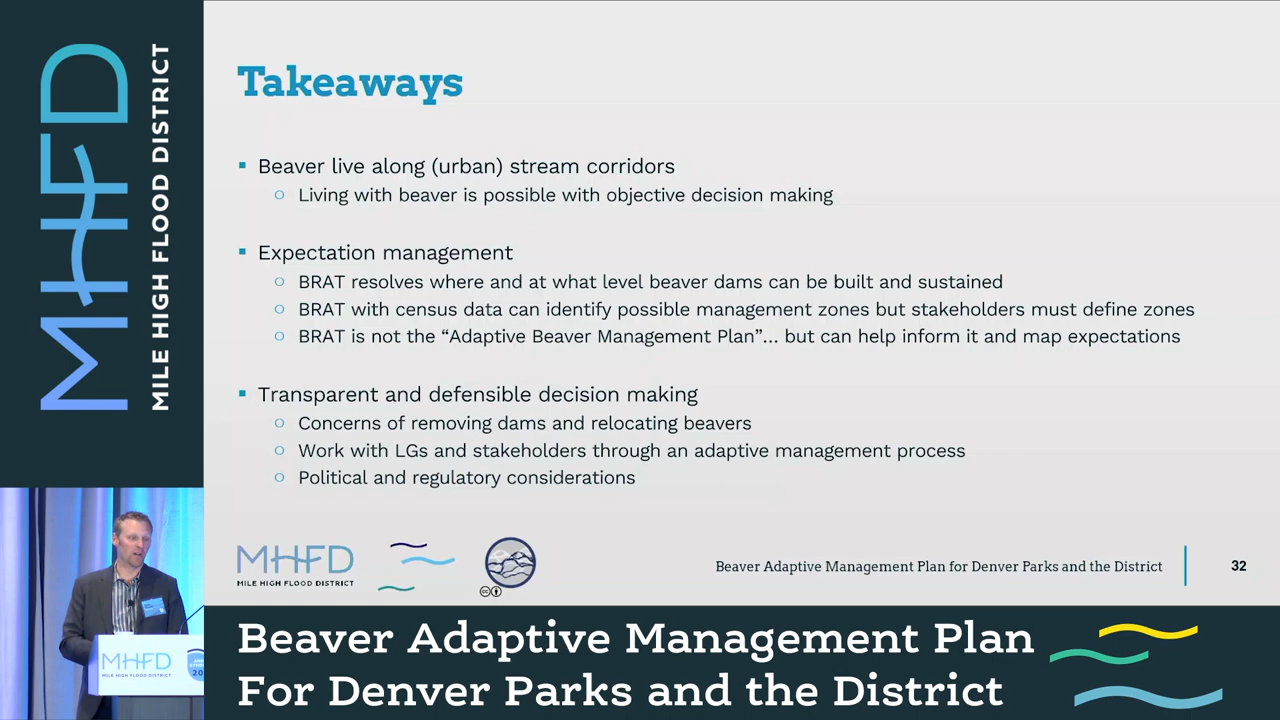 MHFD
MILE HIGH FLOOD DISTRICT
Takeaways
▪ Beaver live along (urban) stream corridors
○ Living with beaver is possible with objective decision making
▪ Expectation management
○ BRAT resolves where and at what level beaver dams can be built and sustained
○ BRAT with census data can identify possible management zones but stakeholders must define zones
○ BRAT is not the “Adaptive Beaver Management Plan”... but can help inform it and map expectations
▪ Transparent and defensible decision making
○ Concerns of removing dams and relocating beavers
○ Work with LGs and stakeholders through an adaptive management process
○ Political and regulatory considerations
MHFD
MILE HIGH FLOOD DISTRICT
cc
Beaver Adaptive Management Plan for Denver Parks and the District
32
MHFD
MILE HIGH FLOOD DISTRICT
Beaver Adaptive Management Plan
For Denver Parks and the District